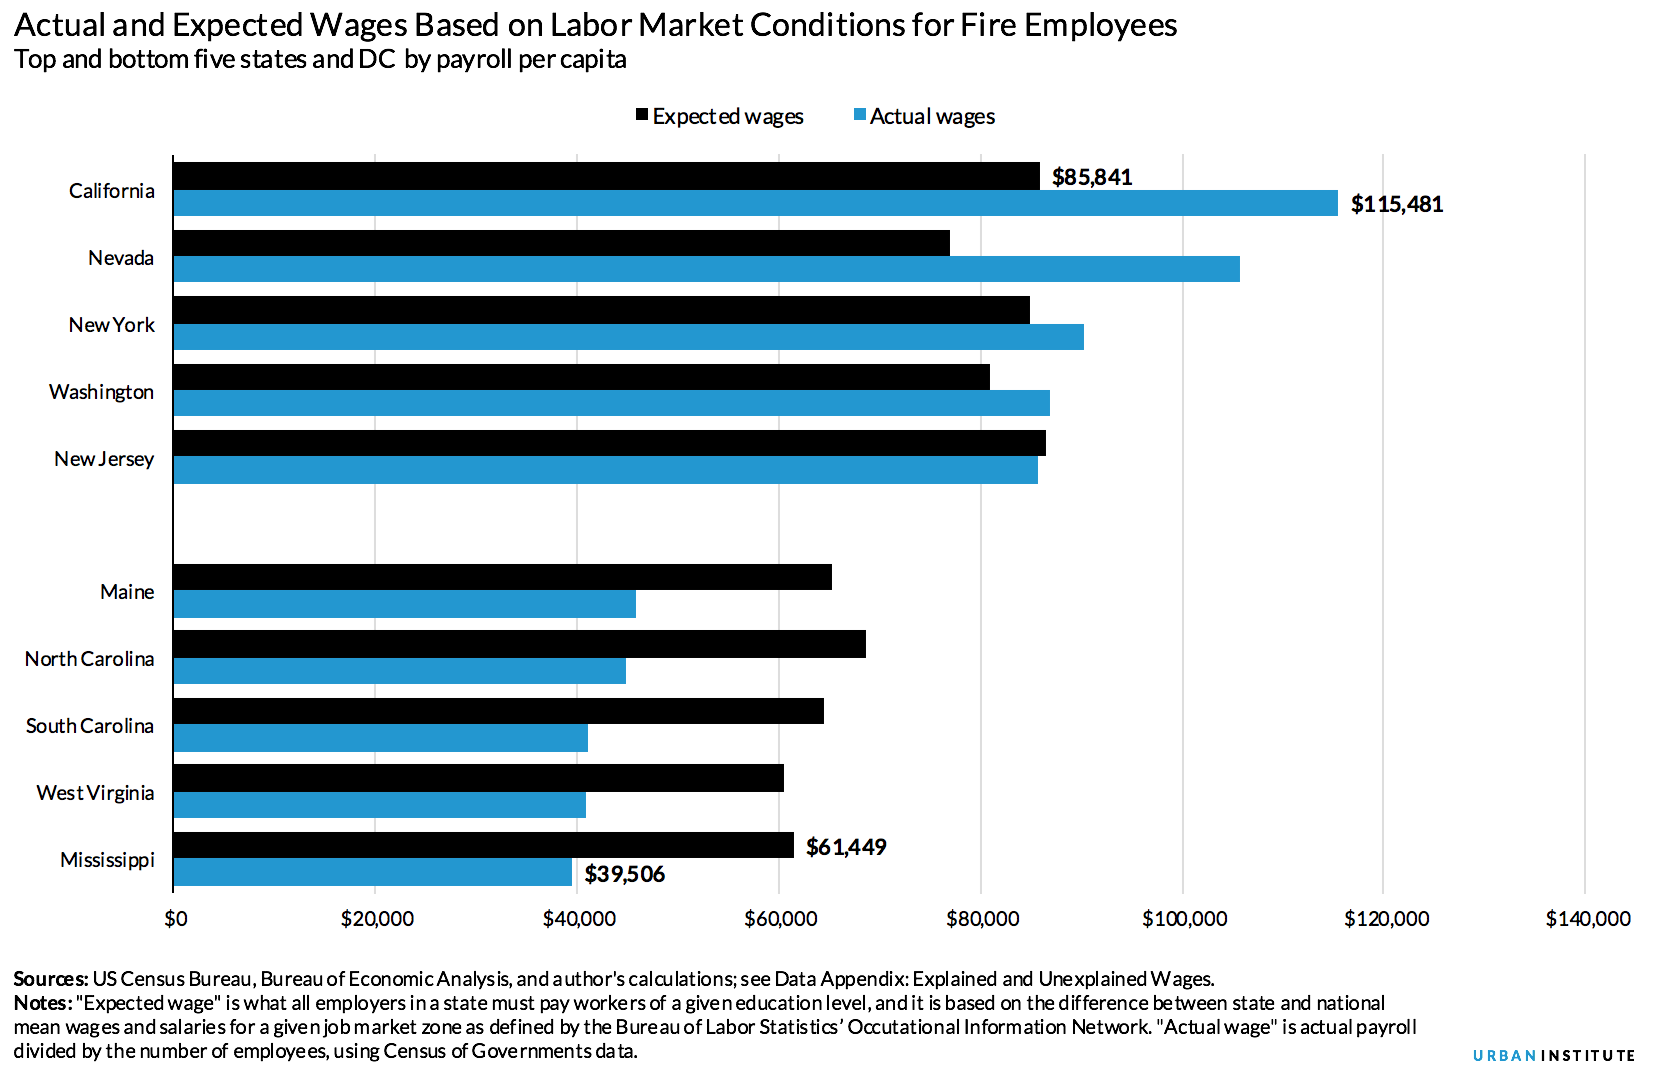 Actual and Expected Wages Based on Labor Market Conditions for Fire Employees
Top and bottom five states and DC by payroll per capita
Expected wages Actual wages
California
$85,841
$115,481
Nevada
New York
Washington
New Jersey
Maine
North Carolina
South Carolina
West Virginia
Mississippi
$61,449
$39,506
$0 $20,000 $40,000 $60,000 $80,000 $100,000 $120,000 $140,000
Sources: US Census Bureau, Bureau of Economic Analysis, and author's calculations; see Data Appendix: Explained and Unexplained Wages.
Notes: "Expected wage" is what all employers in a state must pay workers of a given education level, and it is based on the difference between state and national
mean wages and salaries for a given job market zone as defined by the Bureau of Labor Statistics’ Occutational Information Network. "Actual wage" is actual payroll
divided by the number of employees, using Census of Governments data.
URBAN INSTITUTE